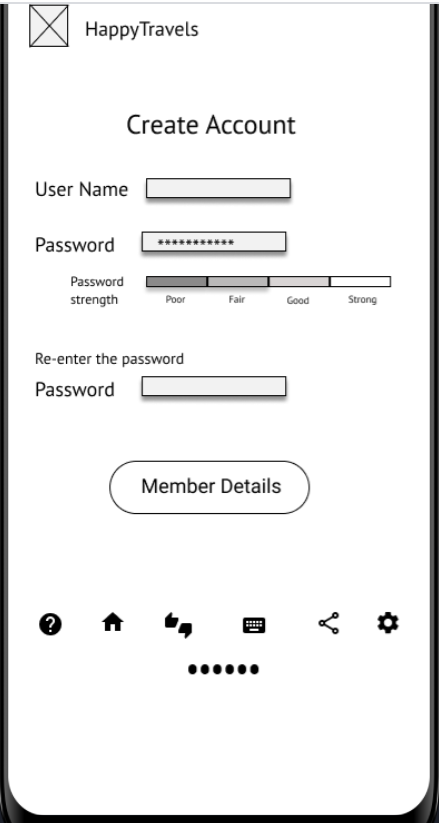 HappyTravels
Create Account
User Name
Password ***********
Password
strength
Poor Fair Good Strong
Re-enter the password
Password
Member Details